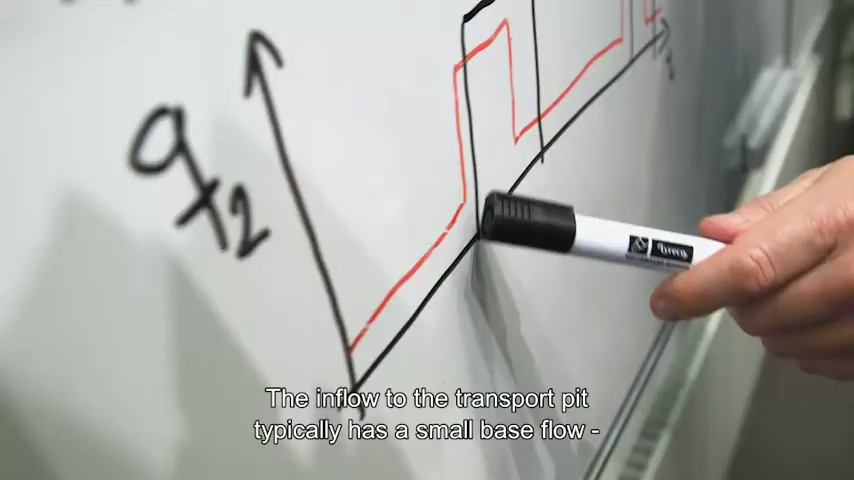 q2
The inflow to the transport pit
typically has a small base flow -